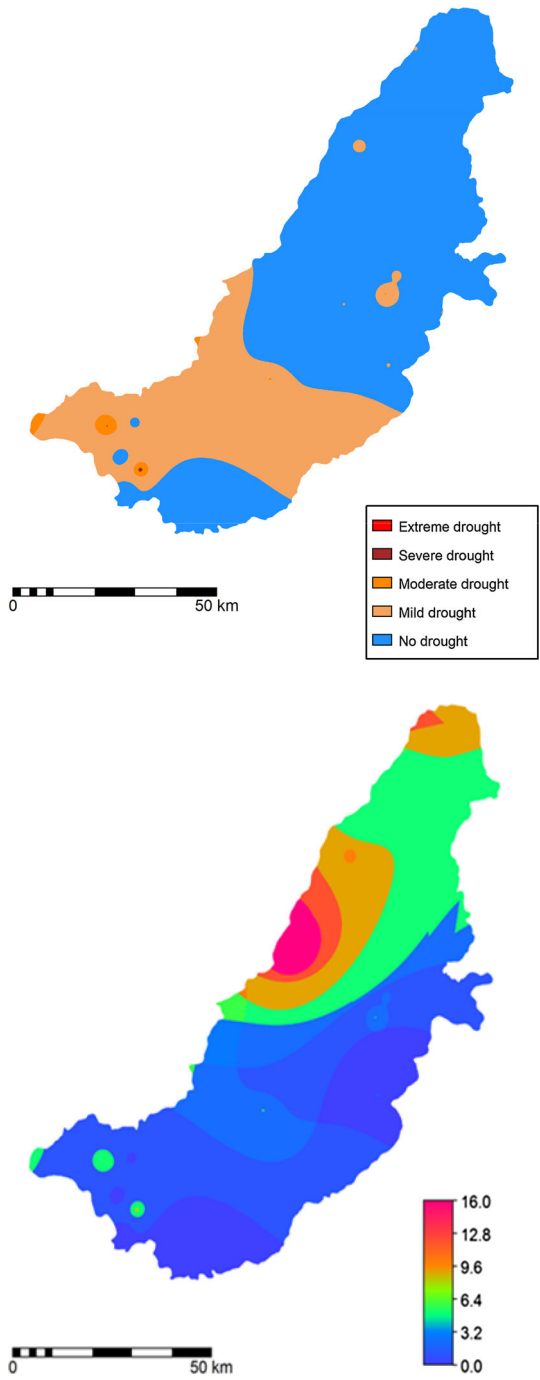 Extreme drought
Severe drought
Moderate drought
Mild drought
No drought
0 50 km
16.0
12.8
9.6
6.4
3.2
0.0
0 50 km